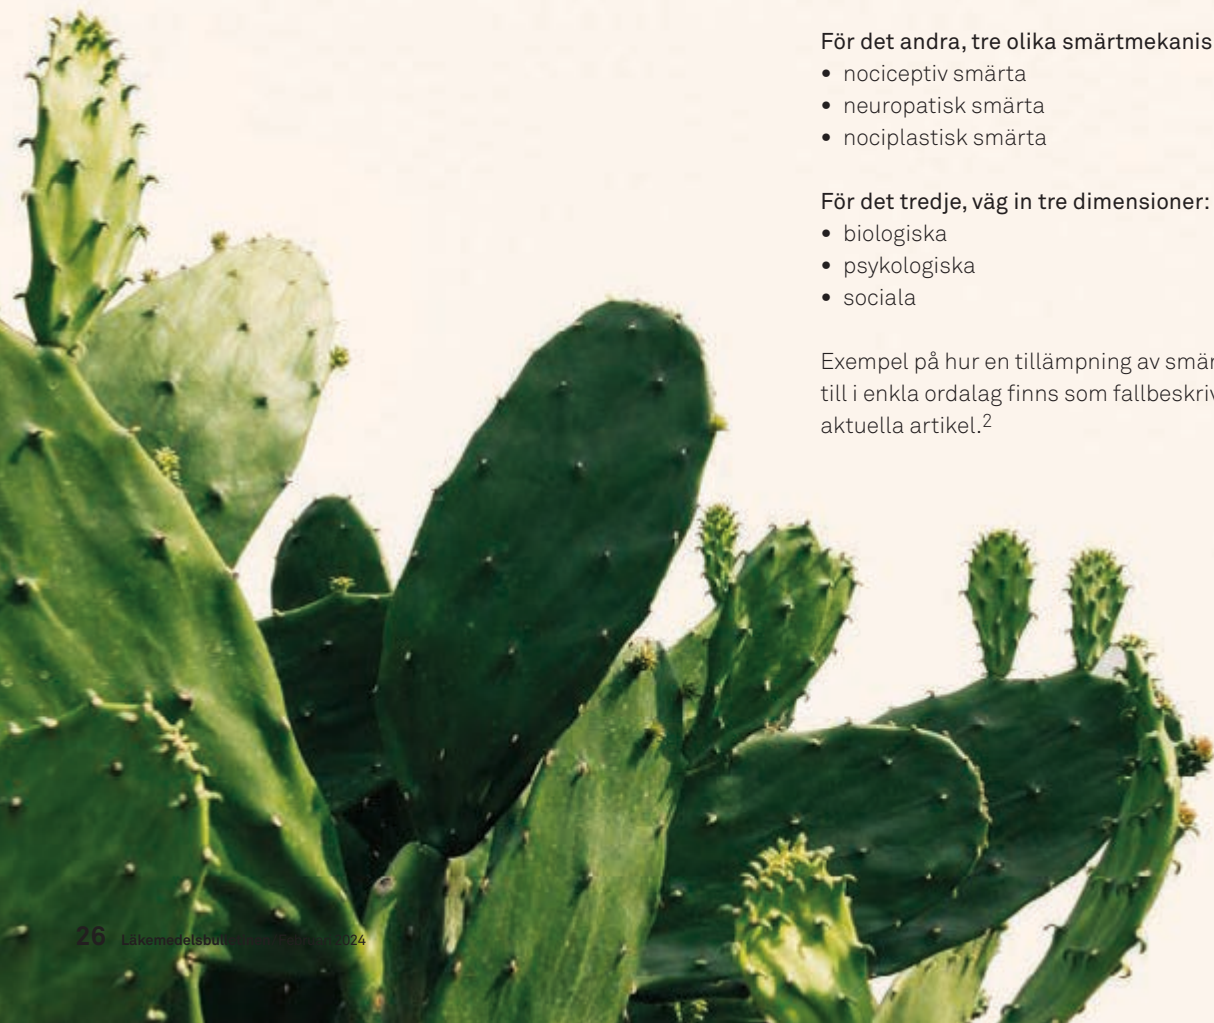 För det andra, tre olika smärtmekanis
• nociceptiv smärta
• neuropatisk smärta
• nociplastisk smärta
För det tredje, väg in tre dimensioner:
• biologiska
• psykologiska
• sociala
Exempel på hur en tillämpning av smär
till i enkla ordalag finns som fallbeskriv
aktuella artikel.2
26 2024